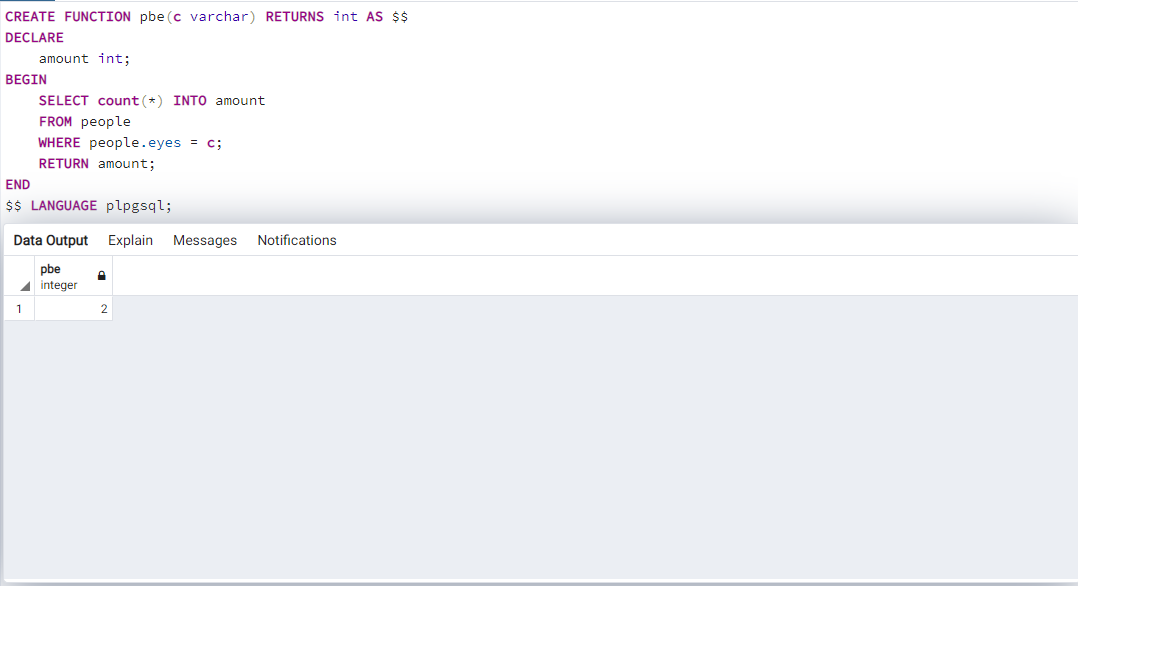 CREATE FUNCTION pbe(c varchar) RETURNS int AS $$
DECLARE
    amount int;
BEGIN
    SELECT count(*) INTO amount
    FROM people
    WHERE people.eyes = c;
    RETURN amount;
END
$$ LANGUAGE plpgsql;
Data Output Explain Messages Notifications
pbe
integer
1 2